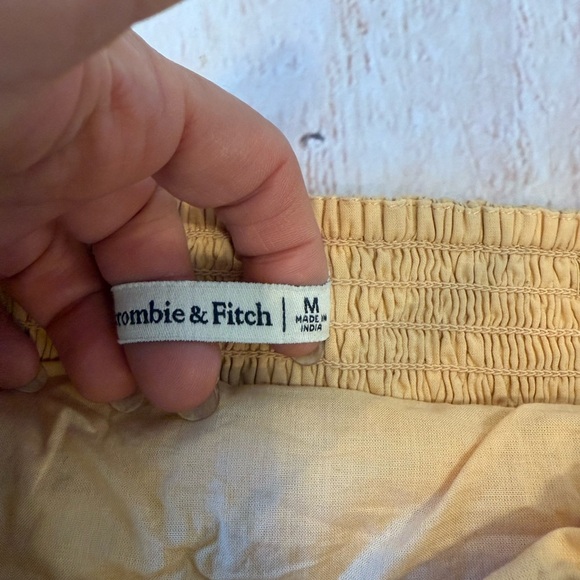 rombie & Fitch | M
MADE IN
INDIA